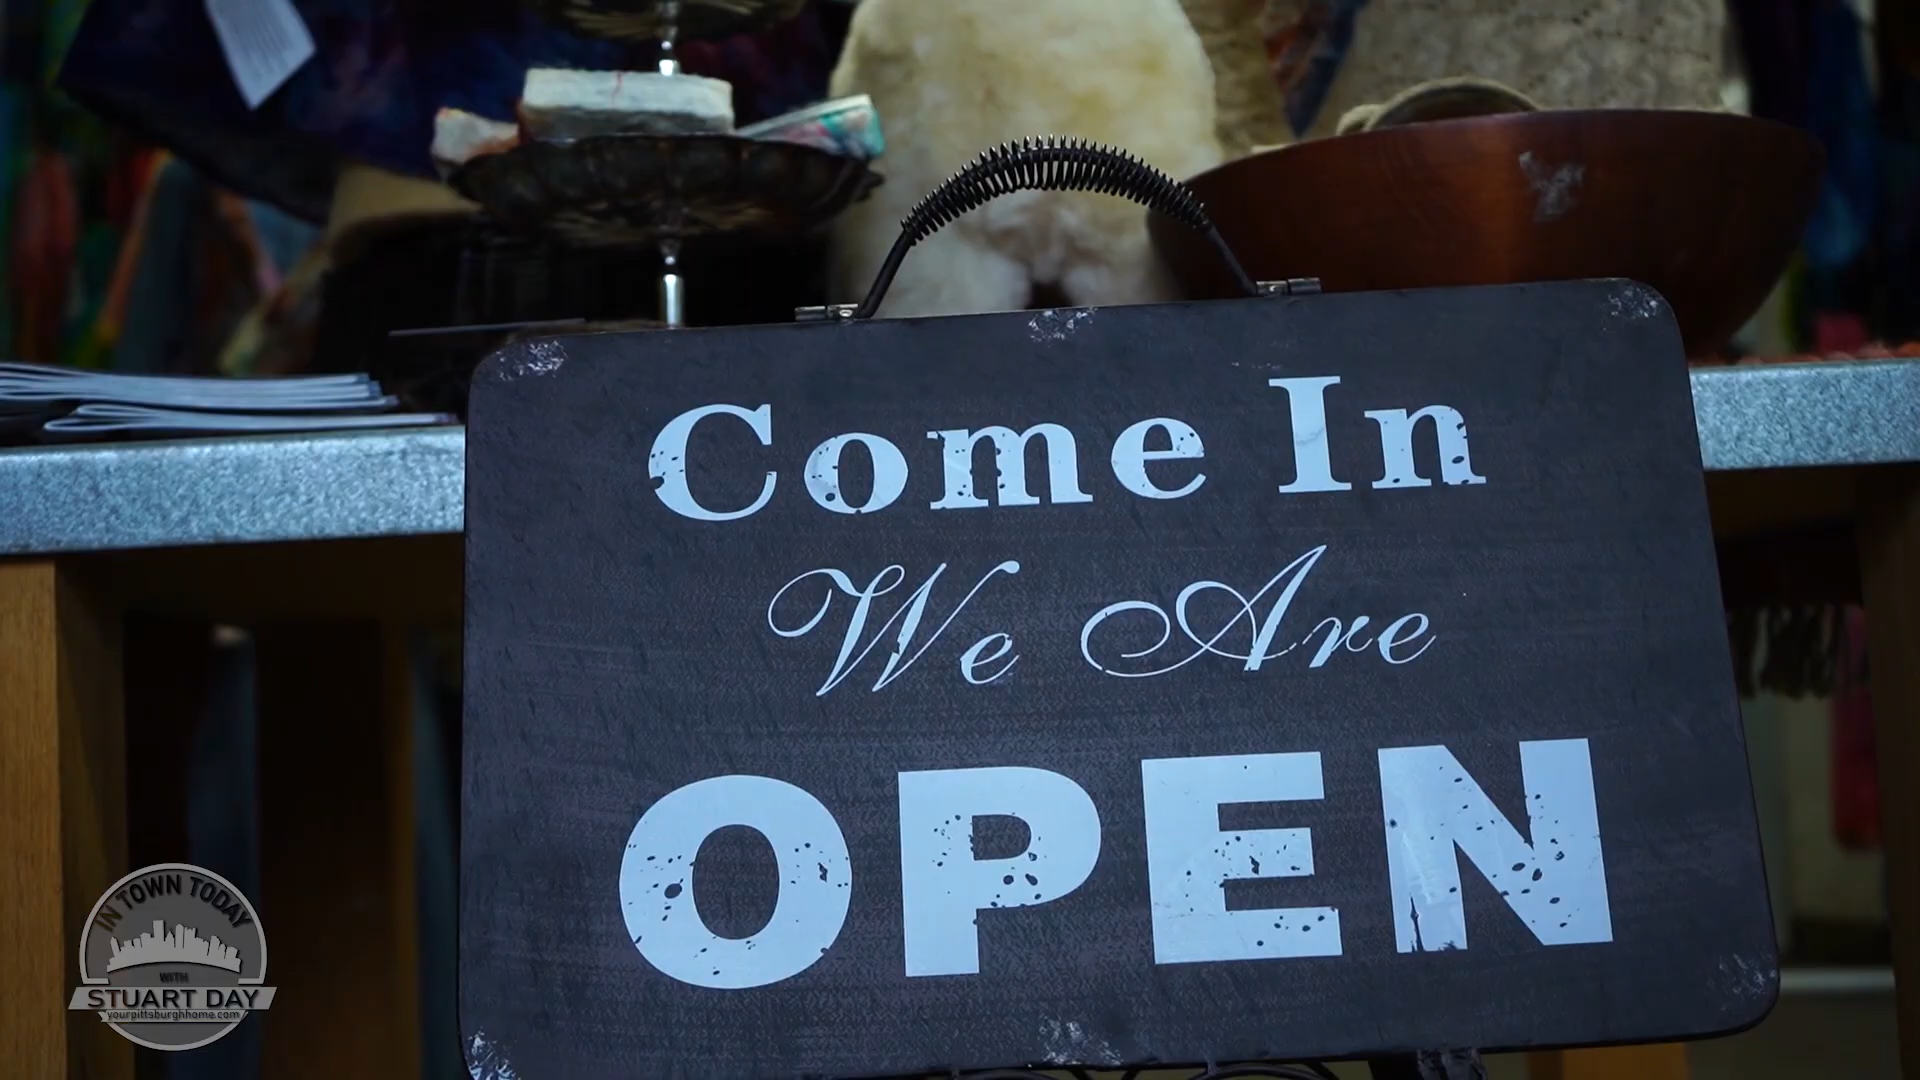 Come In
We Are
OPEN
IN TOWN TODAY
WITH
STUART DAY
yourpittsburghhome.com